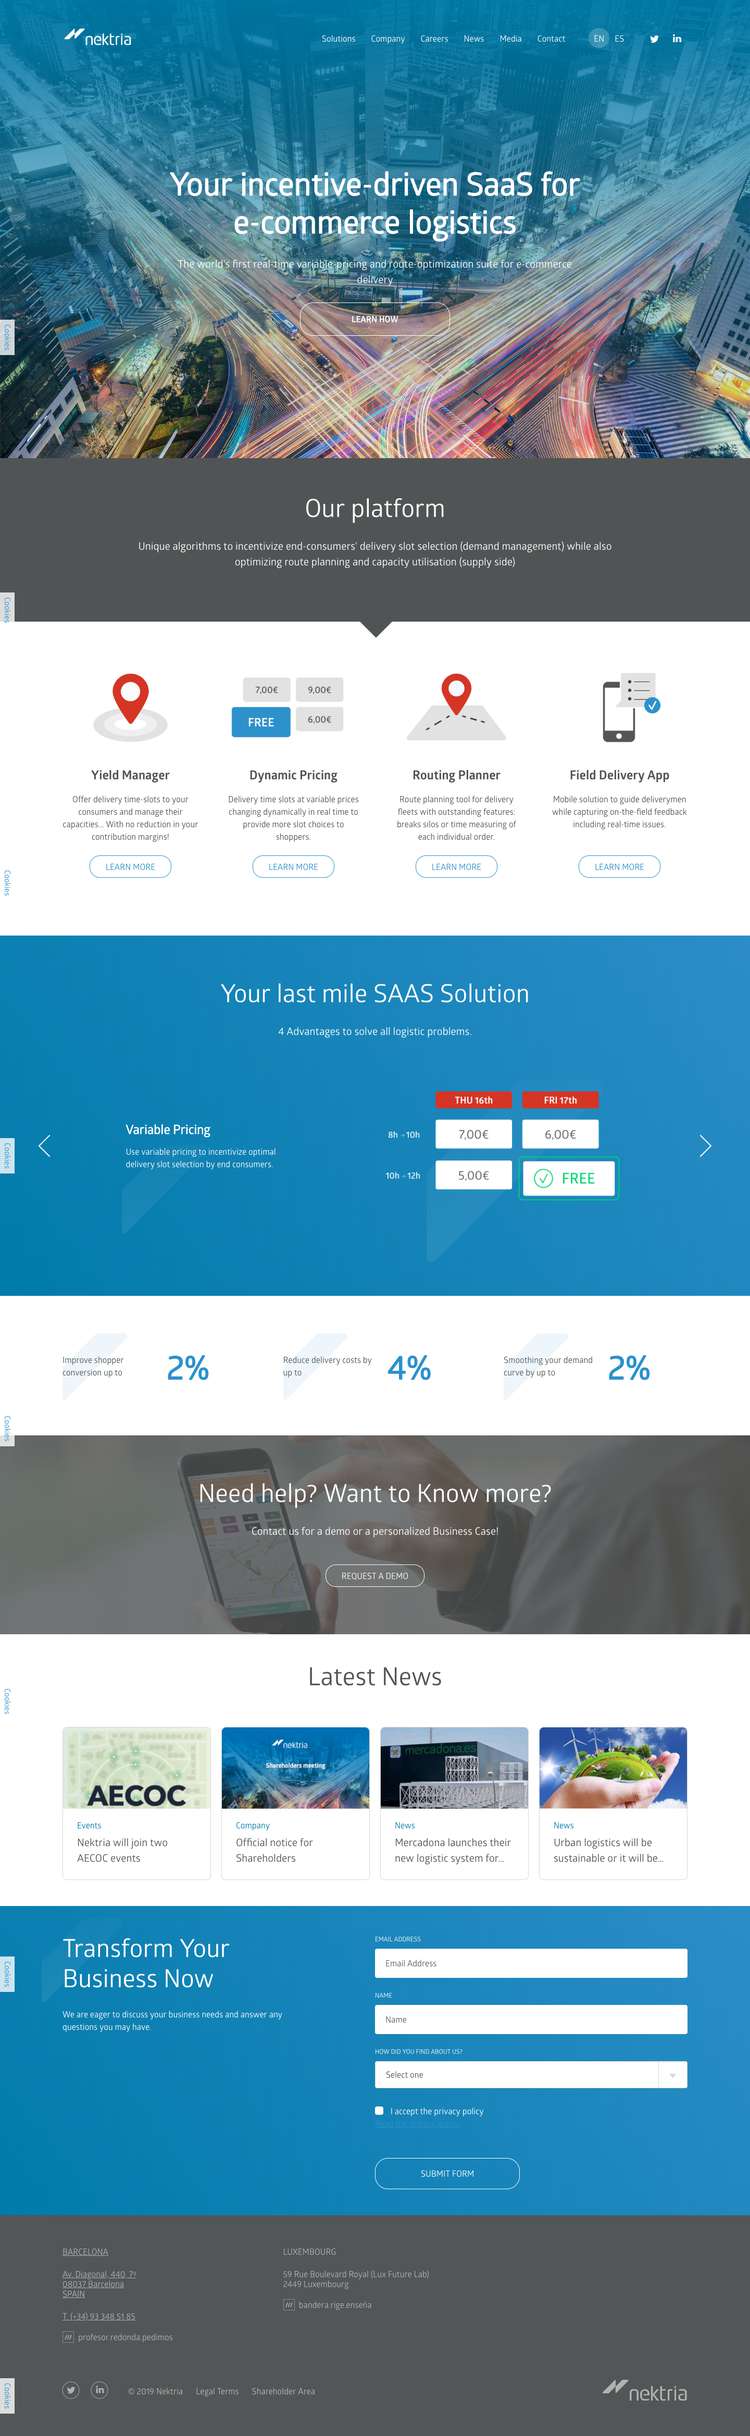 nektria
Solutions Company Careers News Media Contact EN ES
Your incentive-driven SaaS for
e-commerce logistics
The world's first real-time variable-pricing and route-optimization suite for e-commerce
delivery
LEARN HOW
Cookies
Our platform
Unique algorithms to incentivize end-consumers' delivery slot selection (demand management) while also
optimizing route planning and capacity utilisation (supply side)
Cookies
7,00€ 9,00€
FREE 6,00€
Yield Manager
Offer delivery time-slots to your
consumers and manage their
capacities... With no reduction in your
contribution margins!
LEARN MORE
Dynamic Pricing
Delivery time slots at variable prices
changing dynamically in real time to
provide more slot choices to
shoppers.
LEARN MORE
Routing Planner
Route planning tool for delivery
fleets with outstanding features:
breaks silos or time measuring of
each individual order.
LEARN MORE
Field Delivery App
Mobile solution to guide deliverymen
while capturing on-the-field feedback
including real-time issues.
LEARN MORE
Cookies
Your last mile SAAS Solution
4 Advantages to solve all logistic problems.
Variable Pricing
Use variable pricing to incentivize optimal
delivery slot selection by end consumers.
THU 16th FRI 17th
8h - 10h 7,00€ 6,00€
10h - 12h 5,00€ FREE
Cookies
Improve shopper
conversion up to
2%
Reduce delivery costs by
up to
4%
Smoothing your demand
curve by up to
2%
Cookies
Need help? Want to Know more?
Contact us for a demo or a personalized Business Case!
REQUEST A DEMO
Latest News
Cookies
AECOC
Events
Nektria will join two
AECOC events
nektria
Shareholders meeting
Company
Official notice for
Shareholders
mercadona.es
News
Mercadona launches their
new logistic system for...
News
Urban logistics will be
sustainable or it will be...
Transform Your
Business Now
We are eager to discuss your business needs and answer any
questions you may have.
Cookies
EMAIL ADDRESS
Email Address
NAME
Name
HOW DID YOU FIND ABOUT US?
Select one
I accept the privacy policy
SUBMIT FORM
BARCELONA
Av. Diagonal, 440, 7º
08037 Barcelona
SPAIN
T. (+34) 93 348 51 85
profesor.redonda.pedimos
LUXEMBOURG
59 Rue Boulevard Royal (Lux Future Lab)
2449 Luxembourg
bandera.rige.enseña
© 2019 Nektria Legal Terms Shareholder Area
nektria
Cookies